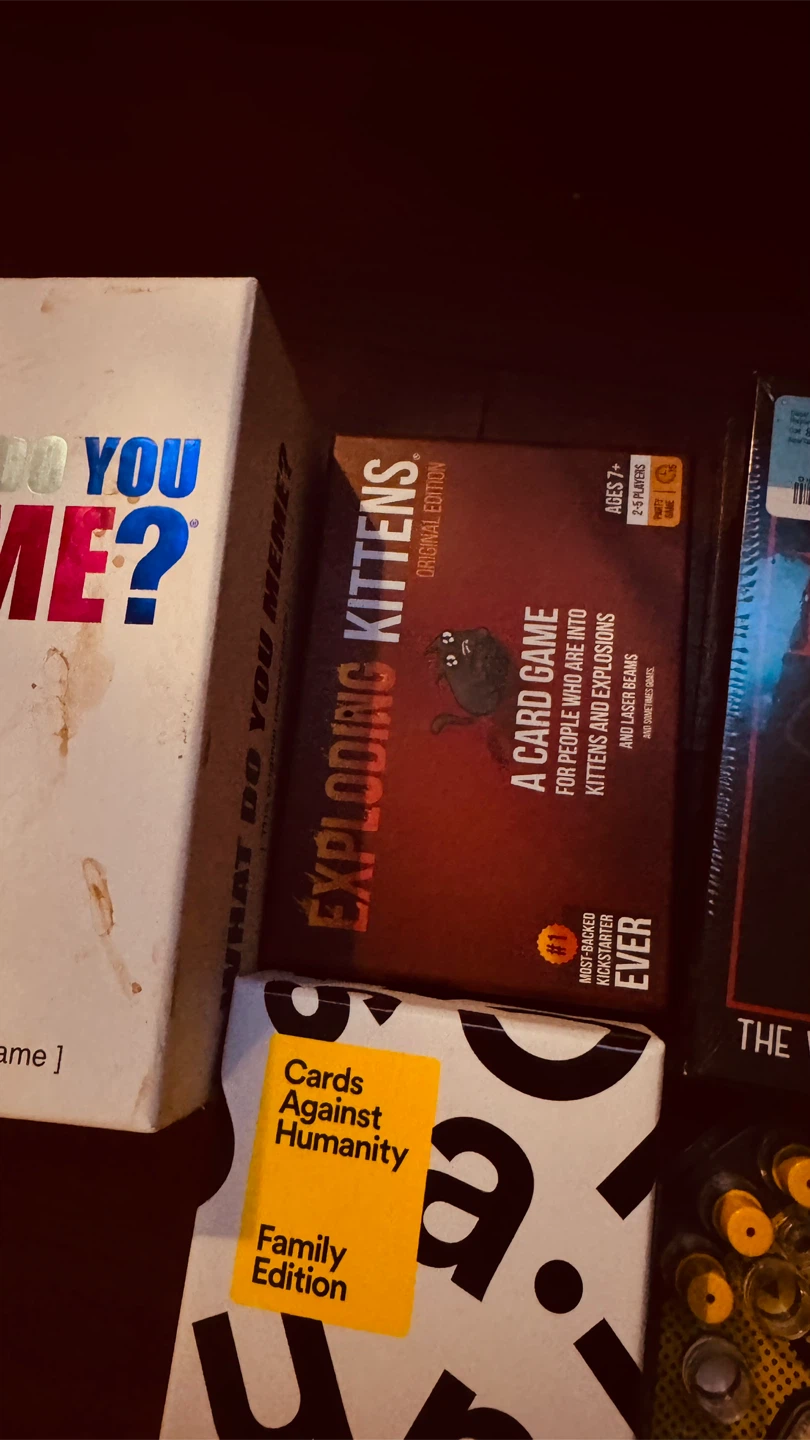 DO YOU
ME?®
ame ]
WHAT DO YOU MEME?
EXPLODING KITTENS®
ORIGINAL EDITION
A CARD GAME
FOR PEOPLE WHO ARE INTO
KITTENS AND EXPLOSIONS
AND LASER BEAMS
AND SOMETIMES GOATS.
AGES 7+
2-5 PLAYERS
PARTY
GAME
15
#1
MOST-BACKED
KICKSTARTER
EVER
Cards
Against
Humanity
Family
Edition
a.
u
THE